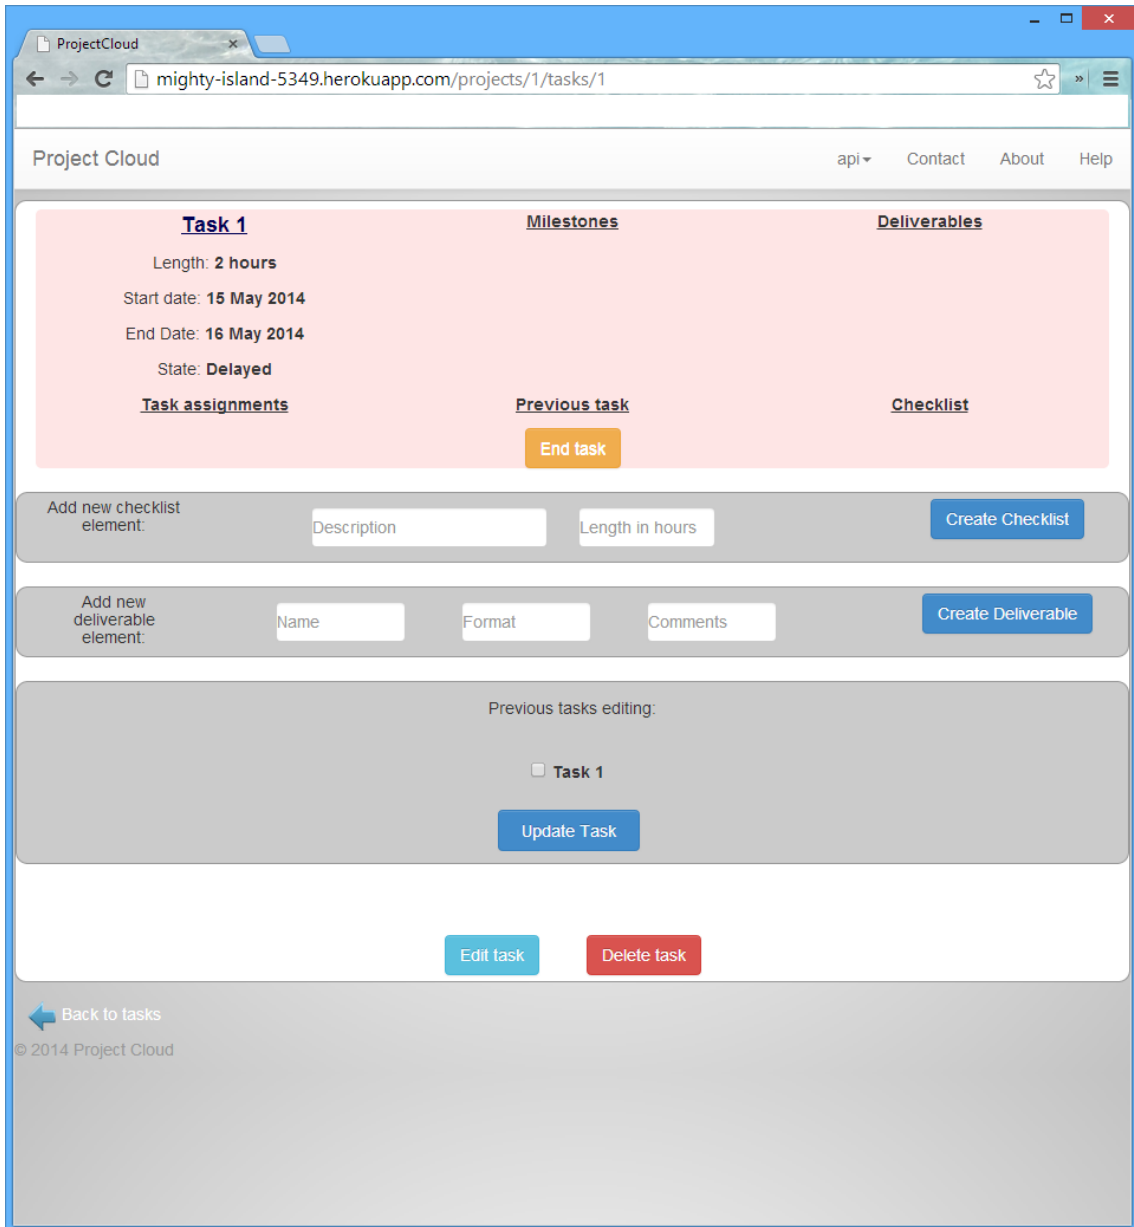 ProjectCloud
mighty-island-5349.herokuapp.com/projects/1/tasks/1
Project Cloud api Contact About Help
Task 1 Milestones Deliverables
Length: 2 hours
Start date: 15 May 2014
End Date: 16 May 2014
State: Delayed
Task assignments Previous task Checklist
End task
Add new checklist
element:
Description Length in hours Create Checklist
Add new
deliverable
element:
Name Format Comments Create Deliverable
Previous tasks editing:
Task 1
Update Task
Edit task Delete task
Back to tasks
© 2014 Project Cloud